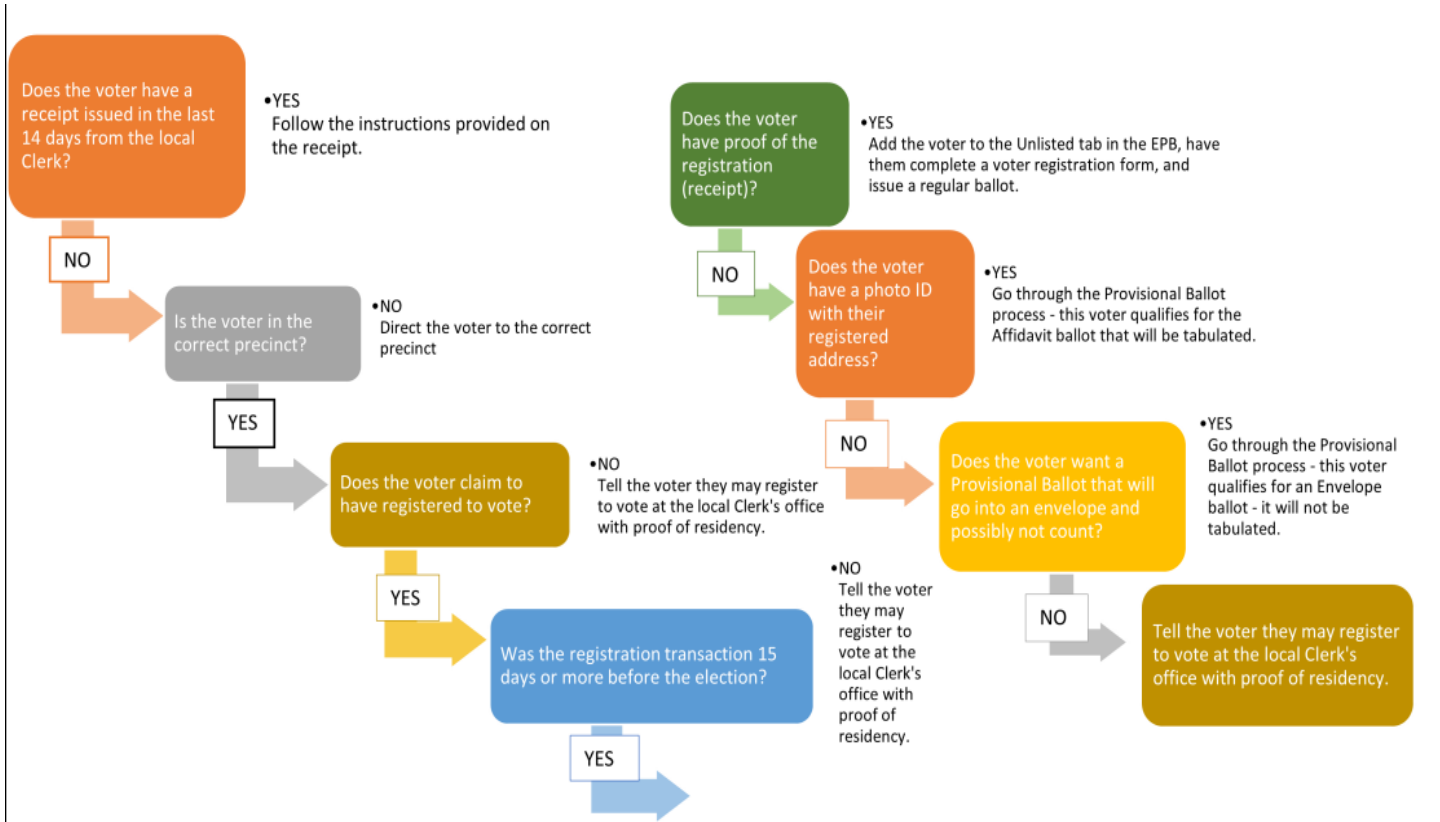 Does the voter have a
receipt issued in the last
14 days from the local
Clerk?
•YES
Follow the instructions provided on
the receipt.
NO
Is the voter in the
correct precinct?
•NO
Direct the voter to the correct
precinct
YES
Does the voter claim to
have registered to vote?
•NO
Tell the voter they may register
to vote at the local Clerk's office
with proof of residency.
YES
Was the registration transaction 15
days or more before the election?
•NO
Tell the voter
they may
register to
vote at the
local Clerk's
office with
proof of
residency.
YES
Does the voter
have proof of the
registration
(receipt)?
•YES
Add the voter to the Unlisted tab in the EPB, have
them complete a voter registration form, and
issue a regular ballot.
NO
Does the voter
have a photo ID
with their
registered
address?
•YES
Go through the Provisional Ballot
process - this voter qualifies for the
Affidavit ballot that will be tabulated.
NO
Does the voter want a
Provisional Ballot that will
go into an envelope and
possibly not count?
•YES
Go through the Provisional
Ballot process - this voter
qualifies for an Envelope
ballot - it will not be
tabulated.
NO
Tell the voter they may register
to vote at the local Clerk's
office with proof of residency.